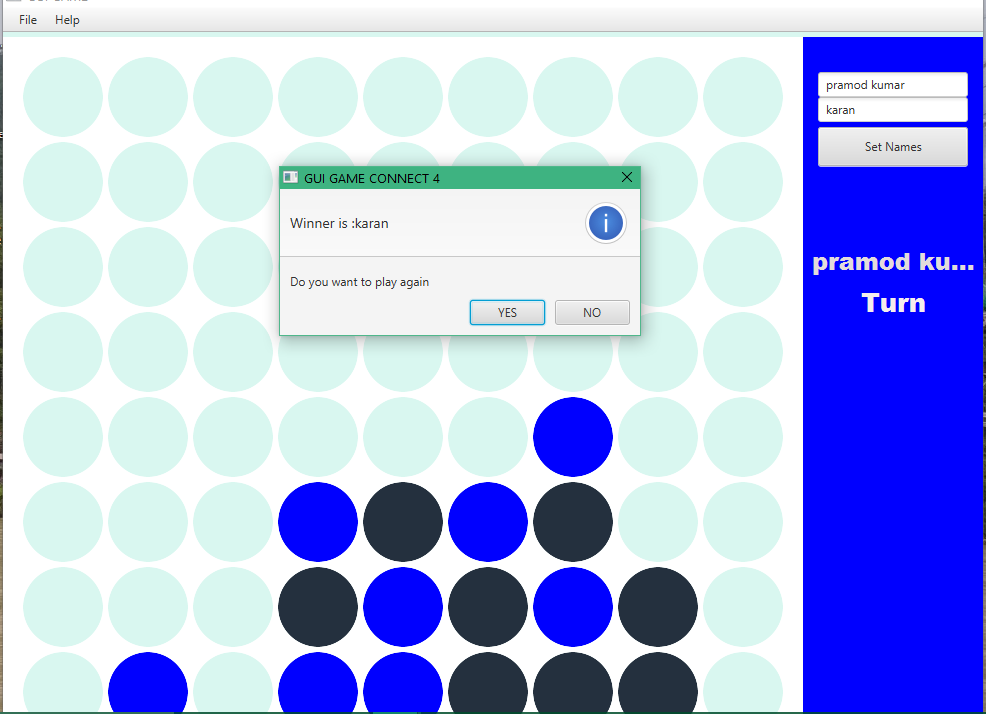 File Help
pramod kumar
karan
Set Names
GUI GAME CONNECT 4
Winner is :karan
Do you want to play again
YES NO
pramod ku...
Turn